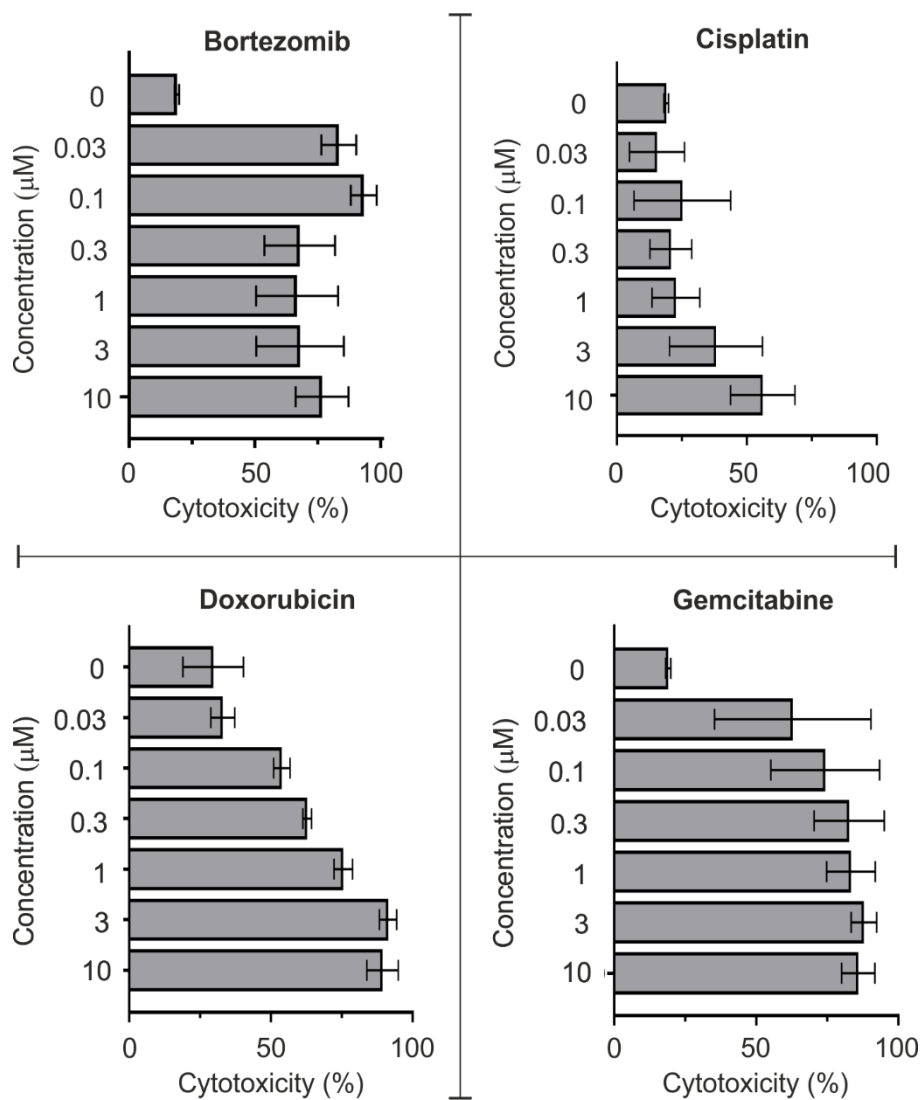 Bortezomib
Concentration (μM)
0
0.03
0.1
0.3
1
3
10
0 50 100
Cytotoxicity (%)
Cisplatin
Concentration (μM)
0
0.03
0.1
0.3
1
3
10
0 50 100
Cytotoxicity (%)
Doxorubicin
Concentration (μM)
0
0.03
0.1
0.3
1
3
10
0 50 100
Cytotoxicity (%)
Gemcitabine
Concentration (μM)
0
0.03
0.1
0.3
1
3
10
0 50 100
Cytotoxicity (%)